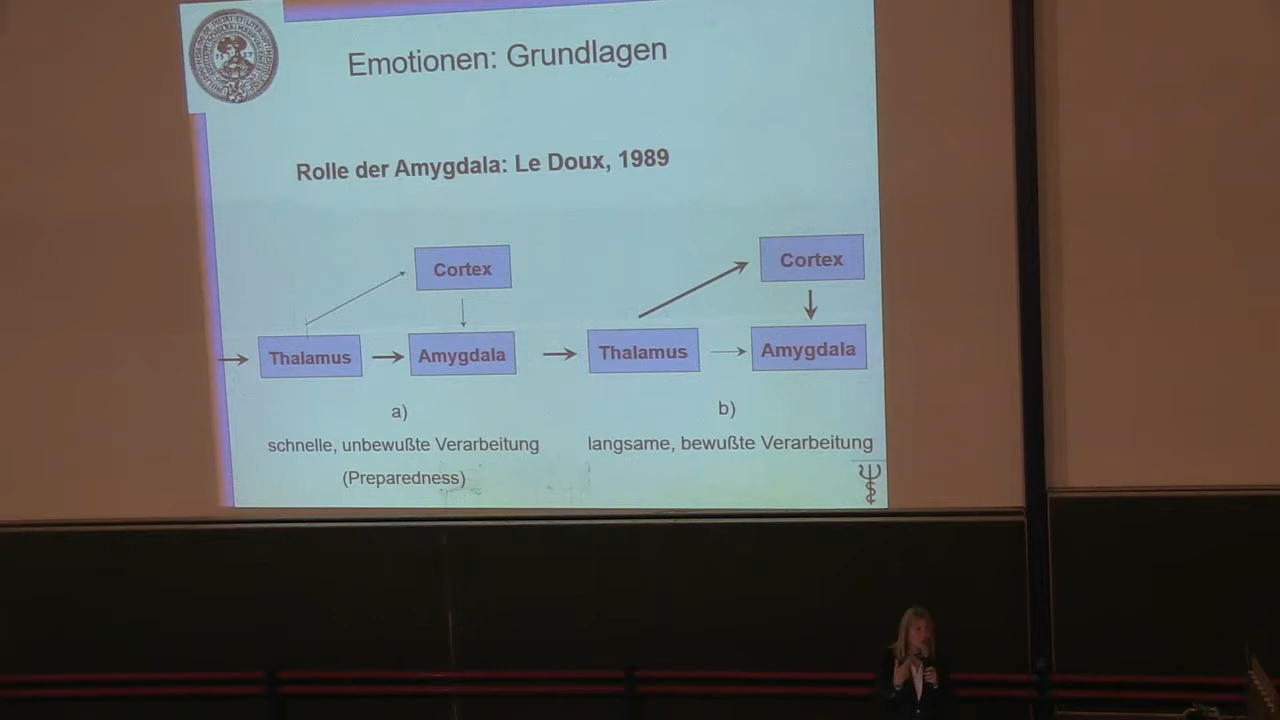 Emotionen: Grundlagen
Rolle der Amygdala: Le Doux, 1989
Cortex
Cortex
Thalamus
Amygdala
Thalamus
Amygdala
a)
b)
schnelle, unbewußte Verarbeitung
langsame, bewußte Verarbeitung
(Preparedness)